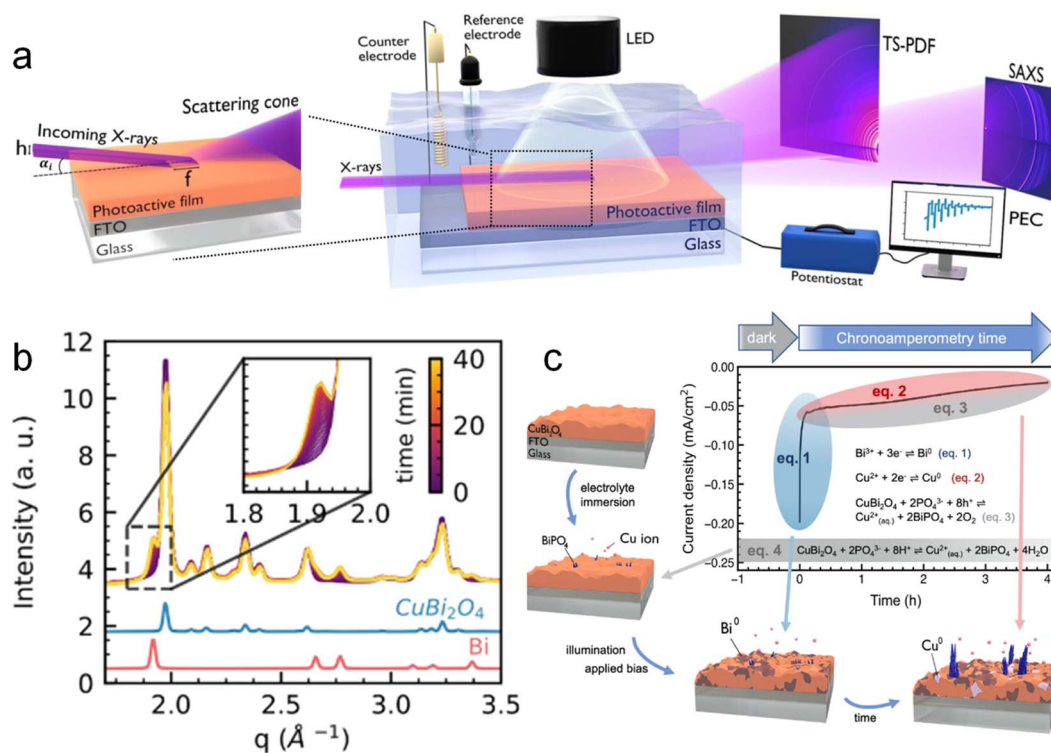 a
Counter
electrode
Reference
electrode
LED
TS-PDF
SAXS
Scattering cone
Incoming X-rays
h
αi
f
Photoactive film
FTO
Glass
X-rays
Photoactive film
FTO
Glass
Potentiostat
PEC
b
Intensity (a. u.)
12
10
8
6
4
2
0
1.8
1.9
2.0
time (min)
40
20
0
CuBi₂O₄
Bi
2.0
2.5
3.0
3.5
q (Å ⁻¹)
c
dark
Chronoamperometry time
CuBi₂O₄
FTO
Glass
electrolyte
immersion
BiPO₄
Cu ion
illumination
applied bias
Current density (mA/cm²)
0.00
−0.05
−0.10
−0.15
−0.20
−0.25
eq. 1
eq. 2
eq. 3
Bi³⁺ + 3e⁻ ⇌ Bi⁰ (eq. 1)
Cu²⁺ + 2e⁻ ⇌ Cu⁰ (eq. 2)
CuBi₂O₄ + 2PO₄³⁻ + 8h⁺ ⇌
Cu²⁺(aq.) + 2BiPO₄ + 2O₂ (eq. 3)
eq. 4 CuBi₂O₄ + 2PO₄³⁻ + 8H⁺ ⇌ Cu²⁺(aq.) + 2BiPO₄ + 4H₂O
−1
0
1
2
3
4
Time (h)
Bi⁰
time
Cu⁰